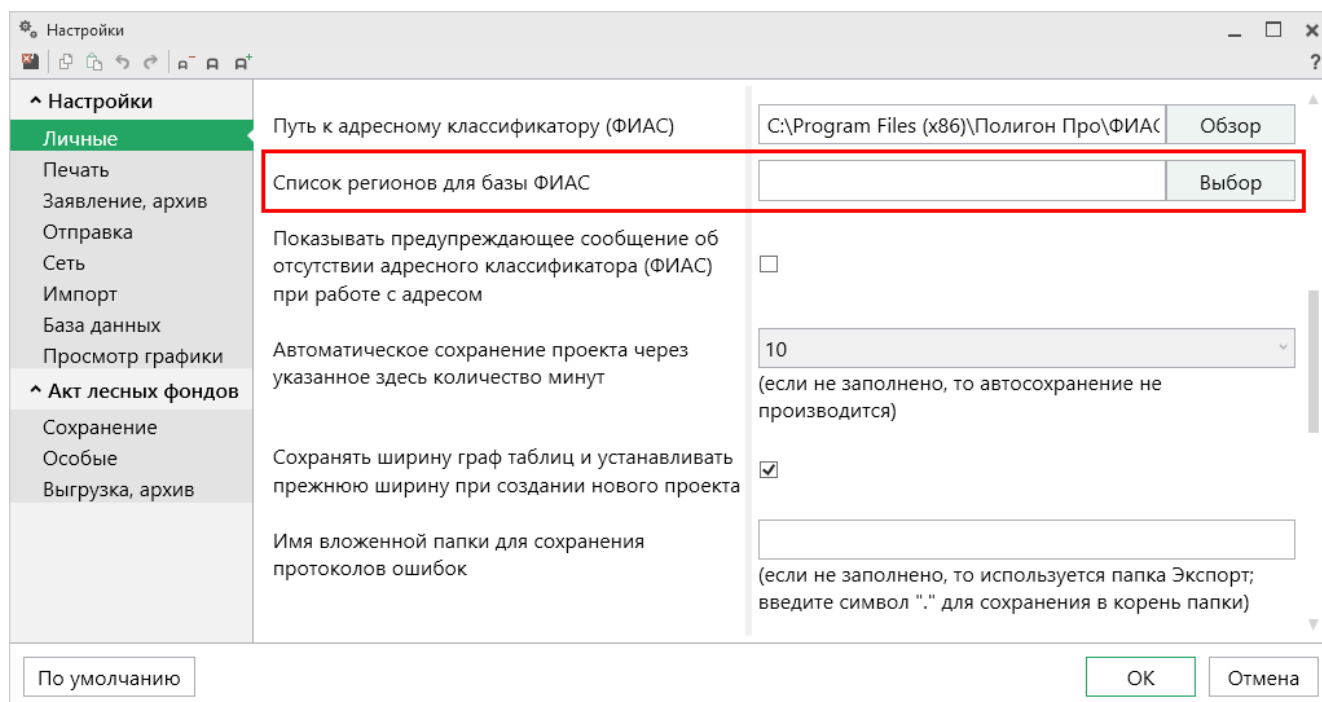 Настройки
?
Настройки
Личные
Печать
Заявление, архив
Отправка
Сеть
Импорт
База данных
Просмотр графики
Акт лесных фондов
Сохранение
Особые
Выгрузка, архив
Путь к адресному классификатору (ФИАС)
C:\Program Files (x86)\Полигон Про\ФИАС
Обзор
Список регионов для базы ФИАС
Выбор
Показывать предупреждающее сообщение об
отсутствии адресного классификатора (ФИАС)
при работе с адресом
Автоматическое сохранение проекта через
указанное здесь количество минут
10
(если не заполнено, то автосохранение не
производится)
Сохранять ширину граф таблиц и устанавливать
прежнюю ширину при создании нового проекта
Имя вложенной папки для сохранения
протоколов ошибок
(если не заполнено, то используется папка Экспорт;
введите символ "." для сохранения в корень папки)
По умолчанию
ОК
Отмена